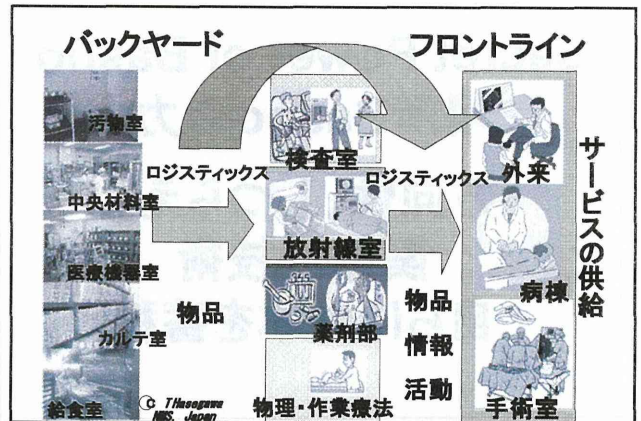 バックヤード
フロントライン
汚物室
中央材料室
医療機器室
カルテ室
給食室
ロジスティックス
物品
検査室
放射線室
薬剤部
物理・作業療法
ロジスティックス
物品
情報
活動
外来
病棟
手術室
サービスの供給
© THasegawa
NMS, Japan